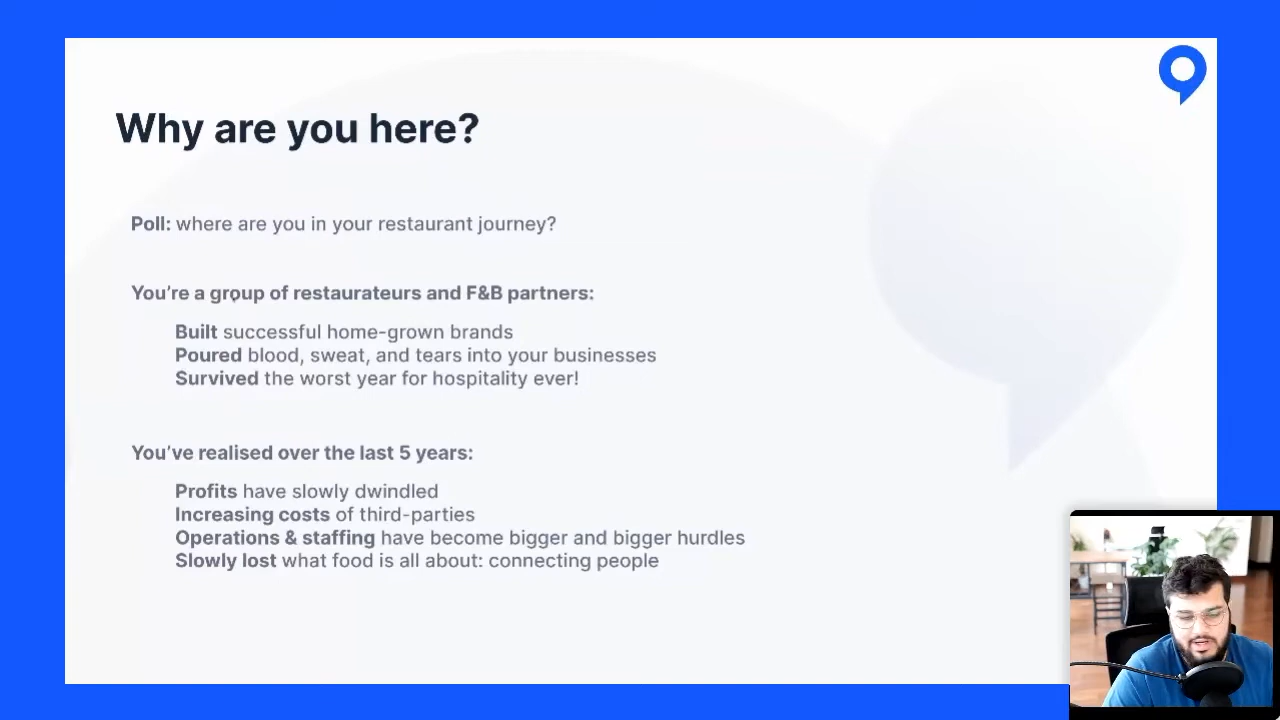 Why are you here?
Poll: where are you in your restaurant journey?
You're a group of restaurateurs and F&B partners:
Built successful home-grown brands
Poured blood, sweat, and tears into your businesses
Survived the worst year for hospitality ever!
You've realised over the last 5 years:
Profits have slowly dwindled
Increasing costs of third-parties
Operations & staffing have become bigger and bigger hurdles
Slowly lost what food is all about: connecting people